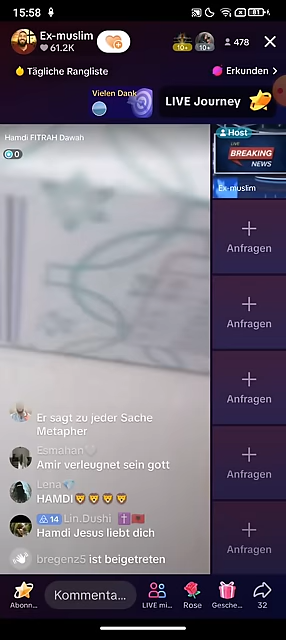 15:58
Ex-muslim
61.2K
10+
10+
478
Tägliche Rangliste
Erkunden
Vielen Dank
LIVE Journey
Hamdi FITRAH Dawah
0
Host
LIVE
BREAKING
NEWS
Ex-muslim
Anfragen
Anfragen
Anfragen
Anfragen
Anfragen
Er sagt zu jeder Sache
Metapher
Esmahan🤍
Amir verleugnet sein gott
Lena💎
HAMDI🦁🦁🦁🦁
14 Lin.Dushi ✝️🇦🇱
Hamdi Jesus liebt dich
bregenz5 ist beigetreten
Abonn...
Kommenta...
LIVE mi...
Rose
Gesche...
32